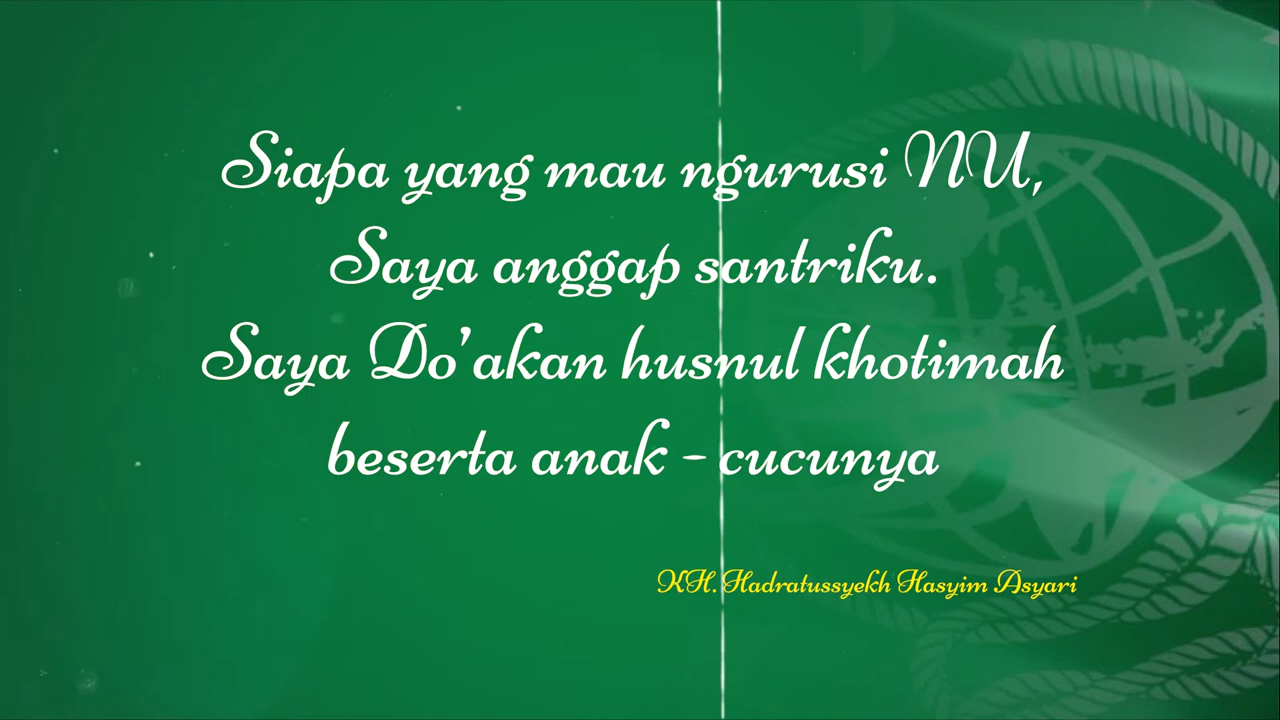 Siapa yang mau ngurusi NU,
Saya anggap santriku.
Saya Do'akan husnul khotimah
beserta anak - cucunya
KH. Hadratussyekh Hasyim Asyari